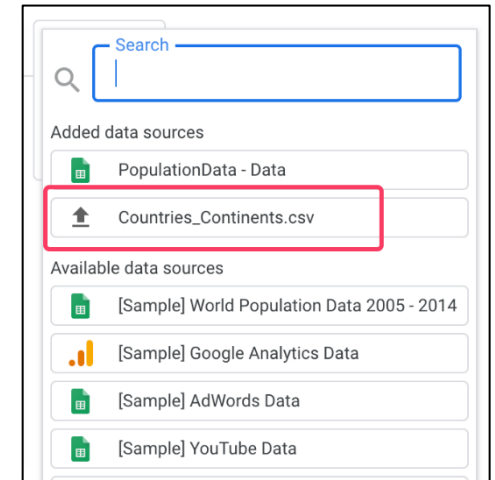 Search
Added data sources
PopulationData - Data
Countries_Continents.csv
Available data sources
[Sample] World Population Data 2005 - 2014
[Sample] Google Analytics Data
[Sample] AdWords Data
[Sample] YouTube Data